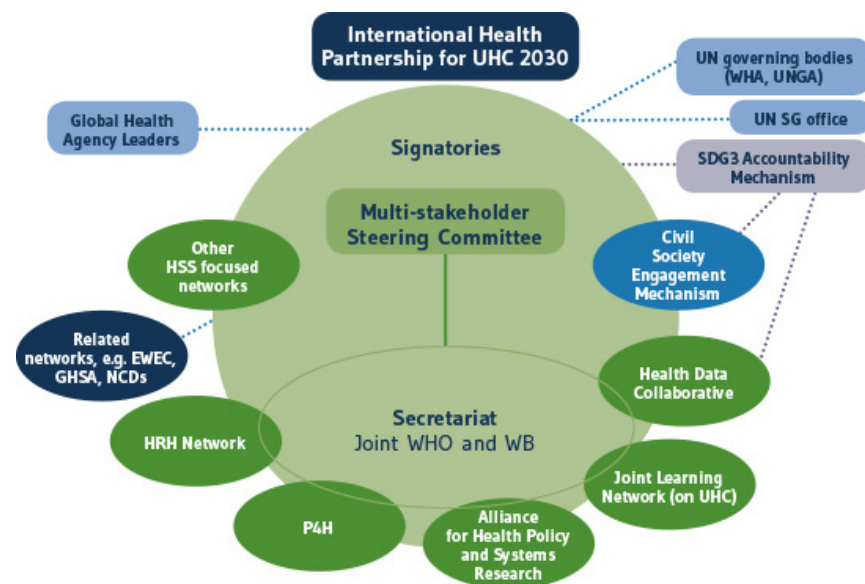 International Health
Partnership for UHC 2030
UN governing bodies
(WHA, UNGA)
Global Health
Agency Leaders
UN SG office
Signatories
SDG3 Accountability
Mechanism
Multi-stakeholder
Steering Committee
Civil
Society
Engagement
Mechanism
Other
HSS focused
networks
Related
networks, e.g. EWEC,
GHSA, NCDs
Health Data
Collaborative
Secretariat
Joint WHO and WB
HRH Network
Joint Learning
Network (on UHC)
P4H
Alliance
for Health Policy
and Systems
Research